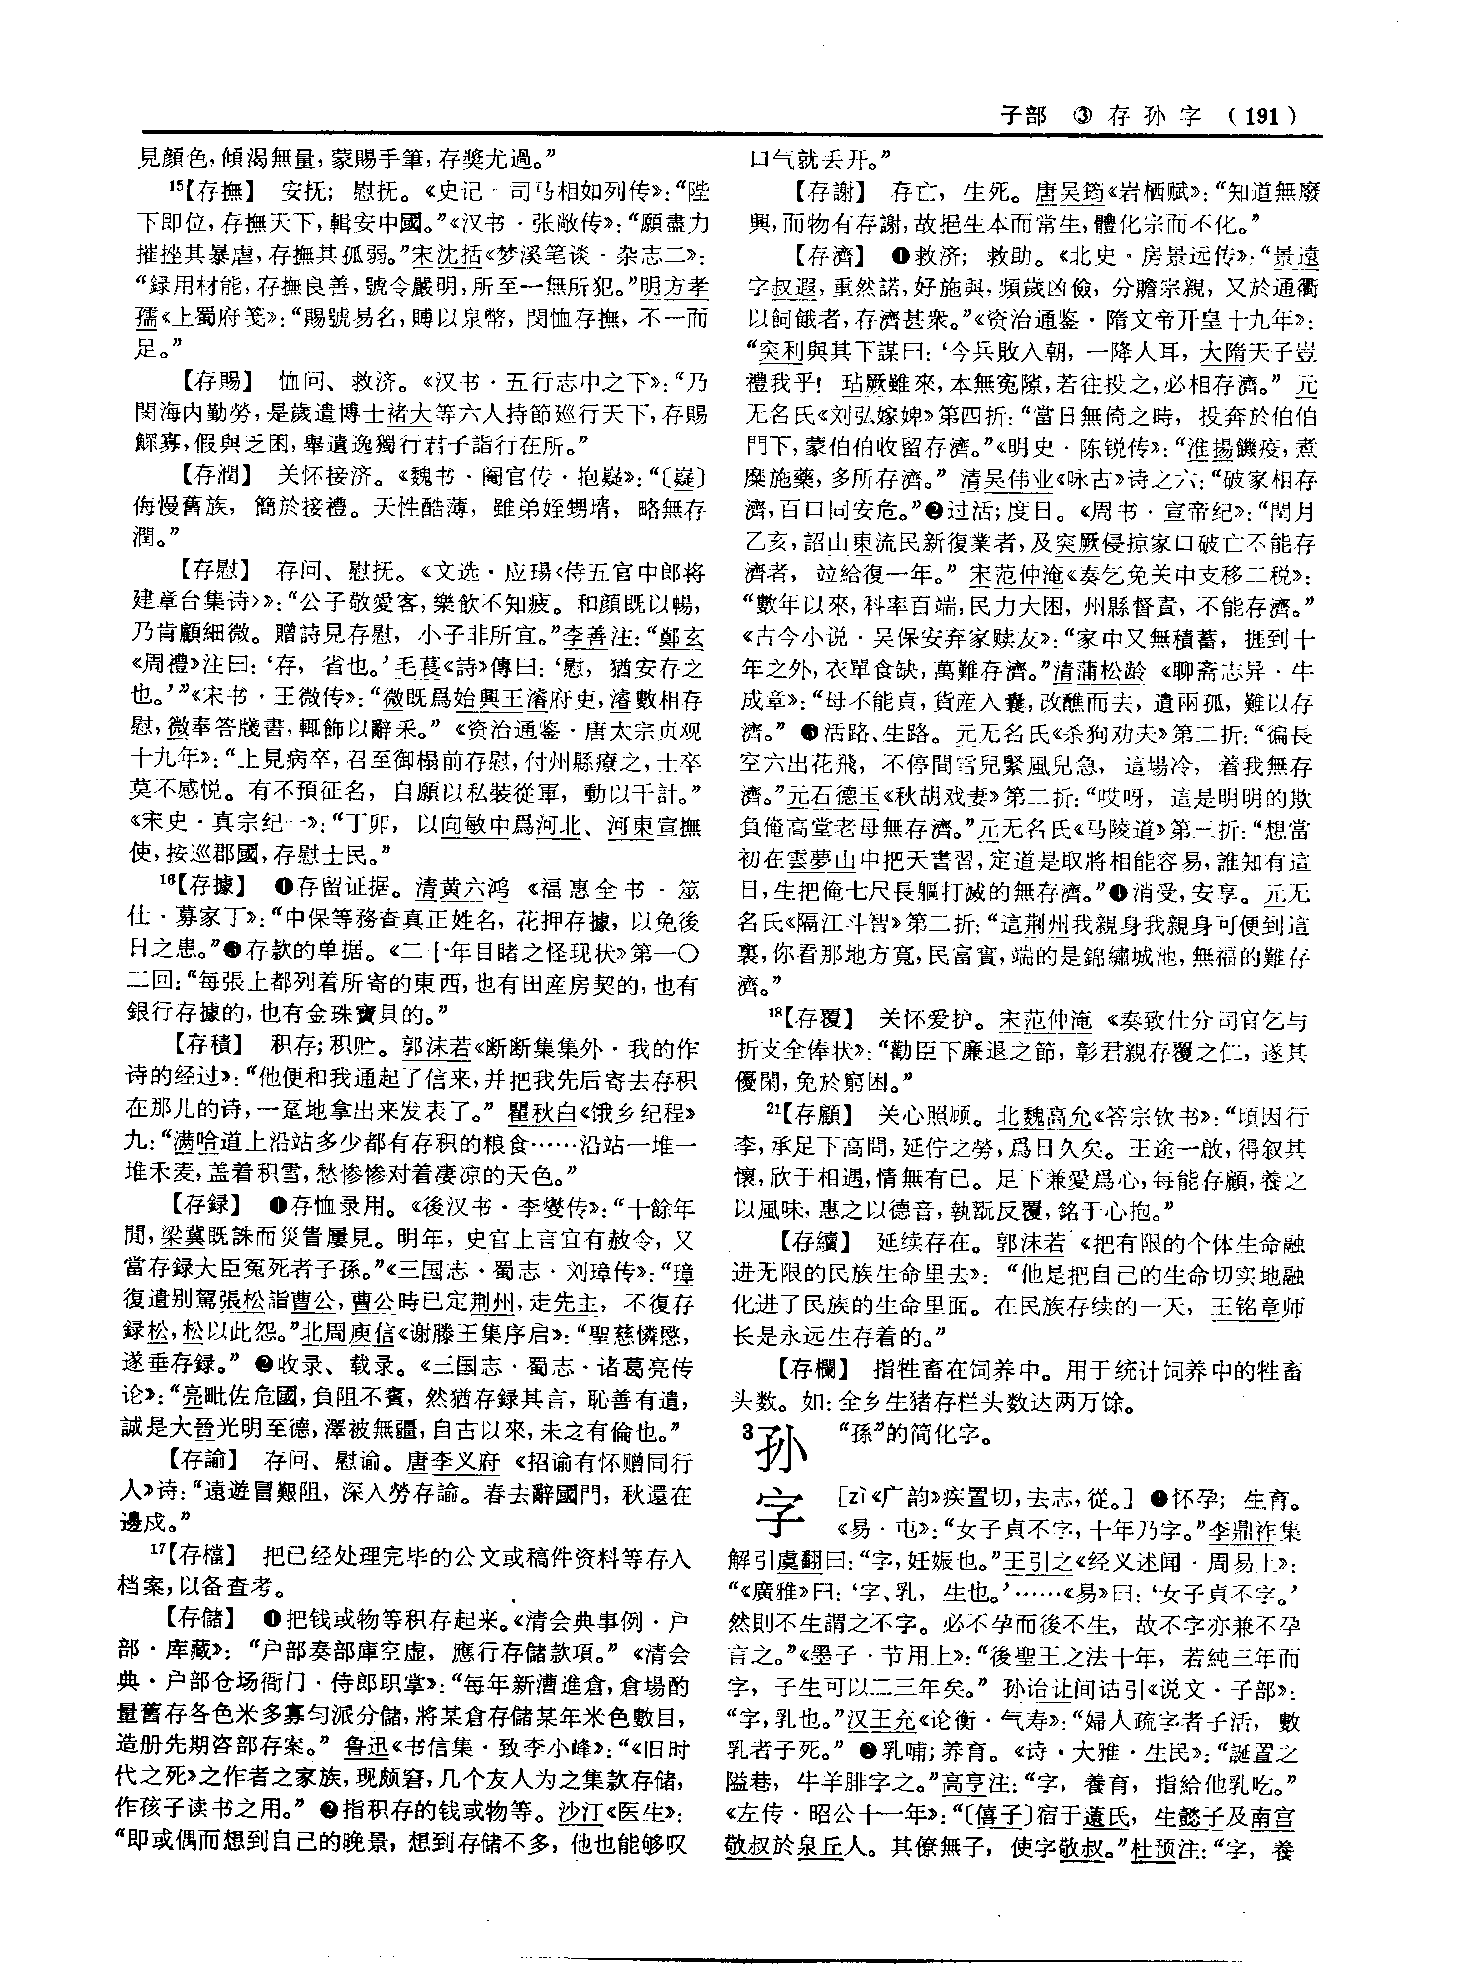 子部 ③ 存 孙 字 （191）
見顔色，傾渴無量，蒙賜手筆，存獎尤過。”
¹⁵【存撫】 安抚；慰抚。《史记·司马相如列传》：“陛
下即位，存撫天下，輯安中國。”《汉书·张敞传》：“願盡力
摧挫其暴虐，存撫其孤弱。”宋沈括《梦溪笔谈·杂志二》：
“録用材能，存撫良善，號令嚴明，所至一無所犯。”明方孝
孺《上蜀府笺》：“賜號易名，賻以泉幣，閔恤存撫，不一而
足。”
【存賜】 恤问、救济。《汉书·五行志中之下》：“乃
閔海内勤勞，是歲遣博士褚大等六人持節巡行天下，存賜
鰥寡，假與乏困，舉遺逸獨行君子詣行在所。”
【存潤】 关怀接济。《魏书·阉官传·抱嶷》：“〔嶷〕
侮慢舊族，簡於接禮。天性酷薄，雖弟姪甥壻，略無存
潤。”
【存慰】 存问、慰抚。《文选·应瑒〈侍五官中郎将
建章台集诗〉》：“公子敬愛客，樂飲不知疲。和顔既以暢，
乃肯顧細微。贈詩見存慰，小子非所宜。”李善注：“鄭玄
《周禮》注曰：‘存，省也。’毛萇《詩》傳曰：‘慰，猶安存之
也。’”《宋书·王微传》：“微既爲始興王濬府吏，濬數相存
慰，微奉答牋書，輒飾以辭采。”《资治通鉴·唐太宗贞观
十九年》：“上見病卒，召至御榻前存慰，付州縣療之，士卒
莫不感悦。有不預征名，自願以私裝從軍，動以千計。”
《宋史·真宗纪一》：“丁卯，以向敏中爲河北、河東宣撫
使，按巡郡國，存慰士民。”
¹⁶【存據】 ❶存留证据。清黄六鸿《福惠全书·筮
仕·募家丁》：“中保等務查真正姓名，花押存據，以免後
日之患。”❷存款的单据。《二十年目睹之怪现状》第一〇
二回：“每張上都列着所寄的東西，也有田産房契的，也有
銀行存據的，也有金珠寶貝的。”
【存積】 积存；积贮。郭沫若《断断集集外·我的作
诗的经过》：“他便和我通起了信来，并把我先后寄去存积
在那儿的诗，一趸地拿出来发表了。”瞿秋白《饿乡纪程》
九：“满哈道上沿站多少都有存积的粮食……沿站一堆一
堆禾麦，盖着积雪，愁惨惨对着凄凉的天色。”
【存録】 ❶存恤录用。《後汉书·李燮传》：“十餘年
間，梁冀既誅而災眚屢見。明年，史官上言宜有赦令，又
當存録大臣冤死者子孫。”《三国志·蜀志·刘璋传》：“璋
復遣别駕張松詣曹公，曹公時已定荆州，走先主，不復存
録松，松以此怨。”北周庾信《谢滕王集序启》：“聖慈憐愍，
遂垂存録。”❷收录、载录。《三国志·蜀志·诸葛亮传
论》：“亮毗佐危國，負阻不賓，然猶存録其言，恥善有遺，
誠是大晉光明至德，澤被無疆，自古以來，未之有倫也。”
【存諭】 存问、慰谕。唐李义府《招谕有怀赠同行
人》诗：“遠遊冒艱阻，深入勞存諭。春去辭國門，秋還在
邊戍。”
¹⁷【存檔】 把已经处理完毕的公文或稿件资料等存入
档案，以备查考。
【存儲】 ❶把钱或物等积存起来。《清会典事例·户
部·库藏》：“户部奏部庫空虚，應行存儲款項。”《清会
典·户部仓场衙门·侍郎职掌》：“每年新漕進倉，倉場酌
量舊存各色米多寡勻派分儲，將某倉存儲某年米色數目，
造册先期咨部存案。”鲁迅《书信集·致李小峰》：“《旧时
代之死》之作者之家族，现颇窘，几个友人为之集款存储，
作孩子读书之用。”❷指积存的钱或物等。沙汀《医生》：
“即或偶而想到自己的晚景，想到存储不多，他也能够叹
口气就丢开。”
【存謝】 存亡，生死。唐吴筠《岩栖赋》：“知道無廢
興，而物有存謝，故挹生本而常生，體化宗而不化。”
【存濟】 ❶救济；救助。《北史·房景远传》：“景遠
字叔遐，重然諾，好施與，頻歲凶儉，分贍宗親，又於通衢
以飼餓者，存濟甚衆。”《资治通鉴·隋文帝开皇十九年》：
“突利與其下謀曰：‘今兵敗入朝，一降人耳，大隋天子豈
禮我乎！玷厥雖來，本無寃隙，若往投之，必相存濟。”元
无名氏《刘弘嫁婢》第四折：“當日無倚之時，投奔於伯伯
門下，蒙伯伯收留存濟。”《明史·陈锐传》：“淮揚饑疫，煮
糜施藥，多所存濟。”清吴伟业《咏古》诗之六：“破家相存
濟，百口同安危。”❷过活；度日。《周书·宣帝纪》：“閏月
乙亥，詔山東流民新復業者，及突厥侵掠家口破亡不能存
濟者，竝給復一年。”宋范仲淹《奏乞免关中支移二税》：
“數年以來，科率百端，民力大困，州縣督責，不能存濟。”
《古今小说·吴保安弃家赎友》：“家中又無積蓄，捱到十
年之外，衣單食缺，萬難存濟。”清蒲松龄《聊斋志异·牛
成章》：“母不能貞，貨産入囊，改醮而去，遺兩孤，難以存
濟。”❸活路、生路。元无名氏《杀狗劝夫》第二折：“徧長
空六出花飛，不停間雪兒緊風兒急，這場冷，着我無存
濟。”元石德玉《秋胡戏妻》第二折：“哎呀，這是明明的欺
負俺高堂老母無存濟。”元无名氏《马陵道》第三折：“想當
初在雲夢山中把天書習，定道是取將相能容易，誰知有這
日，生把俺七尺長軀打滅的無存濟。”❹消受，安享。元无
名氏《隔江斗智》第二折：“這荆州我親身我親身可便到這
裏，你看那地方寬，民富實，端的是錦繡城池，無福的難存
濟。”
¹⁸【存覆】 关怀爱护。宋范仲淹《奏致仕分司官乞与
折支全俸状》：“勸臣下廉退之節，彰君親存覆之仁，遂其
優閑，免於窮困。”
²¹【存顧】 关心照顾。北魏高允《答宗钦书》：“頃因行
李，承足下高問，延佇之勞，爲日久矣。王途一啟，得叙其
懷，欣于相遇，情無有已。足下兼愛爲心，每能存顧，養之
以風味，惠之以德音，執翫反覆，銘于心抱。”
【存續】 延续存在。郭沫若《把有限的个体生命融
进无限的民族生命里去》：“他是把自己的生命切实地融
化进了民族的生命里面。在民族存续的一天，王铭章师
长是永远生存着的。”
【存欄】 指牲畜在饲养中。用于统计饲养中的牲畜
头数。如：全乡生猪存栏头数达两万馀。
³孙 “孫”的简化字。
字 ［zì《广韵》疾置切，去志，從。］❶怀孕；生育。
《易·屯》：“女子貞不字，十年乃字。”李鼎祚集
解引虞翻曰：“字，妊娠也。”王引之《经义述闻·周易上》：
“《廣雅》曰：‘字、乳，生也。’……《易》曰：‘女子貞不字。’
然則不生謂之不字。必不孕而後不生，故不字亦兼不孕
言之。”《墨子·节用上》：“後聖王之法十年，若純三年而
字，子生可以二三年矣。”孙诒让间诂引《说文·子部》：
“字，乳也。”汉王充《论衡·气寿》：“婦人疏字者子活，數
乳者子死。”❷乳哺；养育。《诗·大雅·生民》：“誕置之
隘巷，牛羊腓字之。”高亨注：“字，養育，指給他乳吃。”
《左传·昭公十一年》：“〔僖子〕宿于薳氏，生懿子及南宫
敬叔於泉丘人。其僚無子，使字敬叔。”杜预注：“字，養